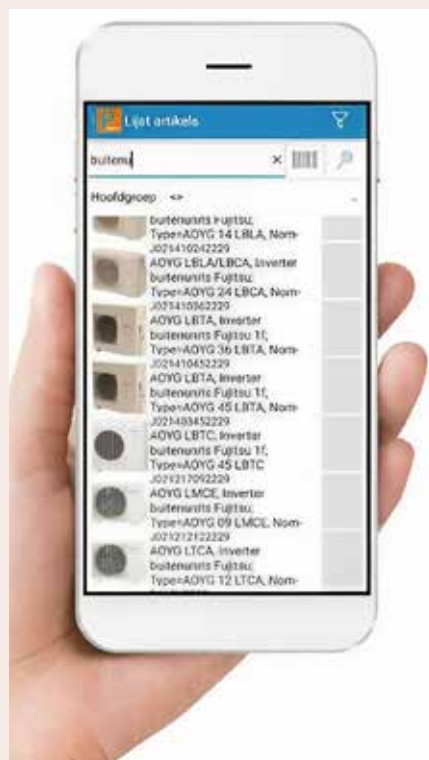 Lijst artikels
buitenu
Hoofdgroep <>
buitenunits Fujitsu;
Type=AOYG 14 LBLA, Nom-
J021410242229
AOYG LBLA/LBCA, Inverter
buitenunits Fujitsu;
Type=AOYG 24 LBCA, Nom-
J021410362229
AOYG LBTA, Inverter
buitenunits Fujitsu 1f;
Type=AOYG 36 LBTA, Nom-
J021410452229
AOYG LBTA, Inverter
buitenunits Fujitsu 1f;
Type=AOYG 45 LBTA, Nom-
J021403452229
AOYG LBTC, Inverter
buitenunits Fujitsu 1f;
Type=AOYG 45 LBTC
J021217092229
AOYG LMCE, Inverter
buitenunits Fujitsu;
Type=AOYG 09 LMCE, Nom-
J021212122229
AOYG LTCA, Inverter
buitenunits Fujitsu;
Type=AOYG 12 LTCA, Nom-